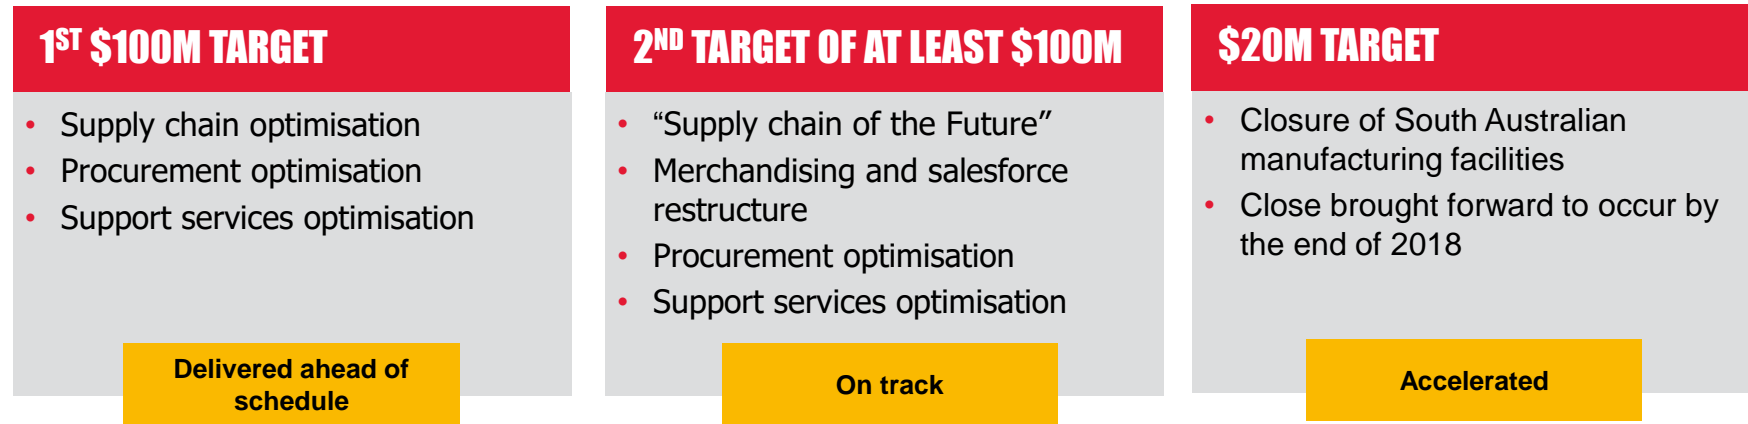 1ST $100M TARGET
• Supply chain optimisation
• Procurement optimisation
• Support services optimisation
Delivered ahead of
schedule
2ND TARGET OF AT LEAST $100M
• “Supply chain of the Future”
• Merchandising and salesforce
restructure
• Procurement optimisation
• Support services optimisation
On track
$20M TARGET
• Closure of South Australian
manufacturing facilities
• Close brought forward to occur by
the end of 2018
Accelerated